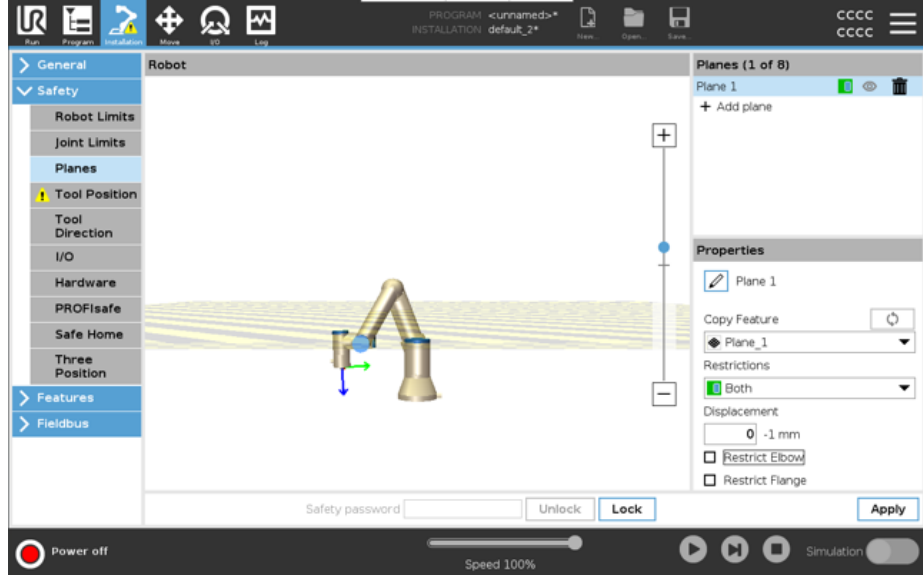 UR
PROGRAM <unnamed>*
INSTALLATION default_2*
cccc
cccc
Run Program Installation Move I/O Log New... Open... Save...
General
Safety
Robot Limits
Joint Limits
Planes
Tool Position
Tool
Direction
I/O
Hardware
PROFIsafe
Safe Home
Three
Position
Features
Fieldbus
Robot
Planes (1 of 8)
Plane 1
+ Add plane
Properties
Plane 1
Copy Feature
Plane_1
Restrictions
Both
Displacement
0 -1 mm
Restrict Elbow
Restrict Flange
Safety password Unlock Lock
Apply
Power off
Speed 100%
Simulation